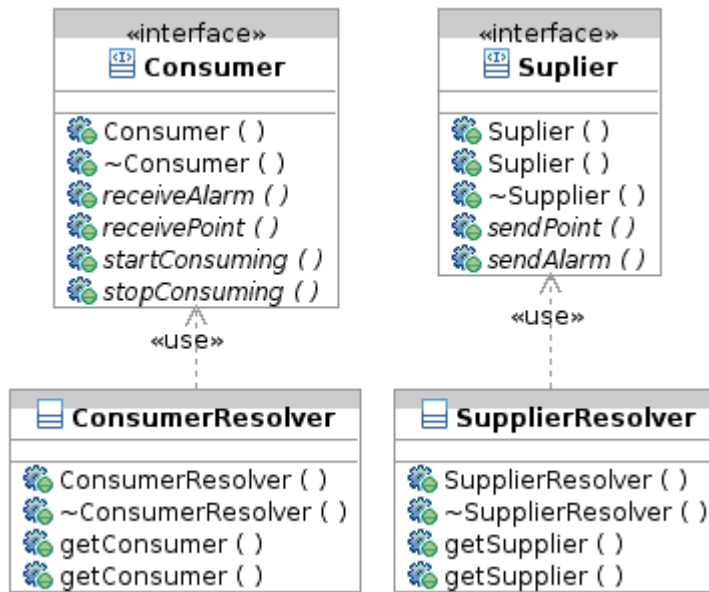 «interface»
Consumer
Consumer ( )
~Consumer ( )
receiveAlarm ( )
receivePoint ( )
startConsuming ( )
stopConsuming ( )
«interface»
Suplier
Suplier ( )
Suplier ( )
~Supplier ( )
sendPoint ( )
sendAlarm ( )
«use»
«use»
ConsumerResolver
ConsumerResolver ( )
~ConsumerResolver ( )
getConsumer ( )
getConsumer ( )
SupplierResolver
SupplierResolver ( )
~SupplierResolver ( )
getSupplier ( )
getSupplier ( )